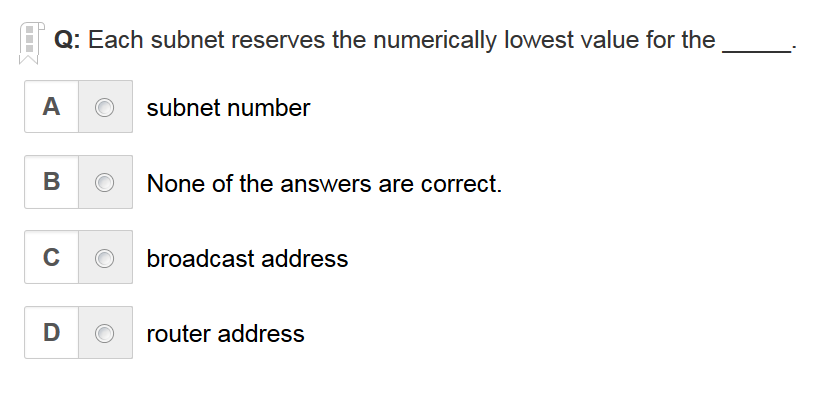 Q: Each subnet reserves the numerically lowest value for the _____.
A subnet number
B None of the answers are correct.
C broadcast address
D router address